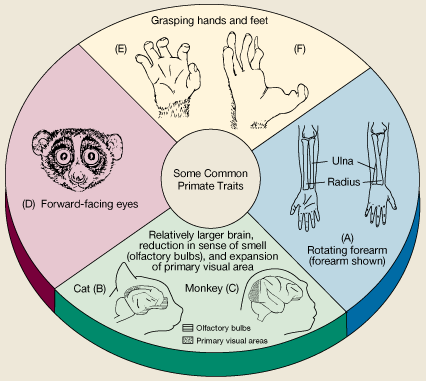 Grasping hands and feet
(E)
(F)
Some Common
Primate Traits
Ulna
Radius
(A)
Rotating forearm
(forearm shown)
(D) Forward-facing eyes
Relatively larger brain,
reduction in sense of smell
(olfactory bulbs), and expansion
of primary visual area
Cat (B)
Monkey (C)
Olfactory bulbs
Primary visual areas